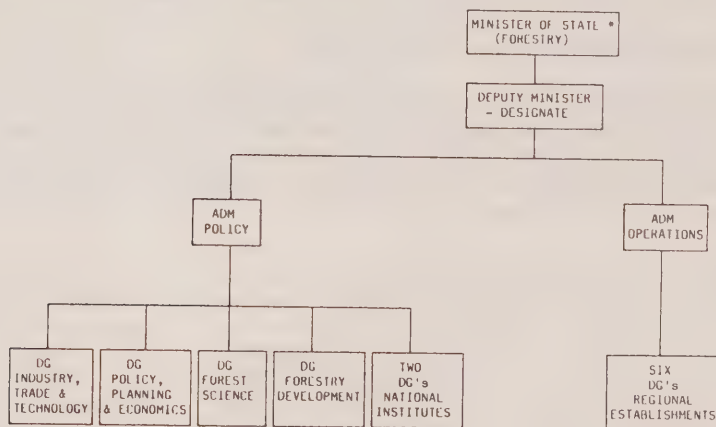 MINISTER OF STATE *
(FORESTRY)
DEPUTY MINISTER
- DESIGNATE
ADM
POLICY
ADM
OPERATIONS
DG
INDUSTRY,
TRADE &
TECHNOLOGY
DG
POLICY,
PLANNING
& ECONOMICS
DG
FOREST
SCIENCE
DG
FORESTRY
DEVELOPMENT
TWO
DG's
NATIONAL
INSTITUTES
SIX
DG's
REGIONAL
ESTABLISHMENTS